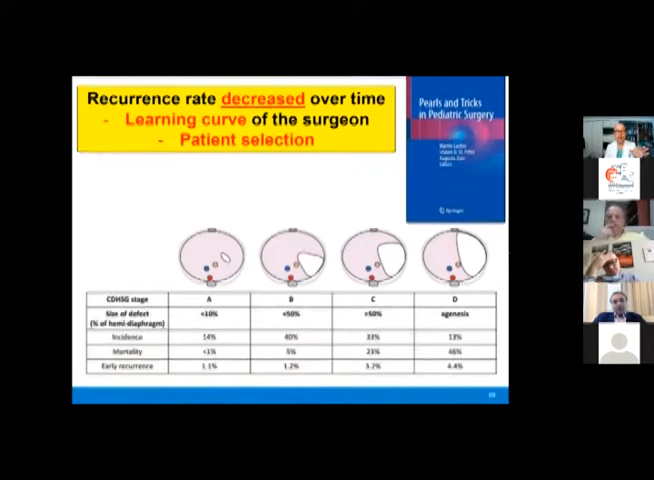 Recurrence rate decreased over time
- Learning curve of the surgeon
- Patient selection
Pearls and Tricks
in Pediatric Surgery
Editors
Springer
CDHSG stage A B C D
Size of defect <10% <50% >50% agenesis
(% of hemi-diaphragm)
Incidence 14% 40% 33% 13%
Mortality <1% 5% 23% 46%
Early recurrence 1.1% 1.2% 3.2% 4.4%